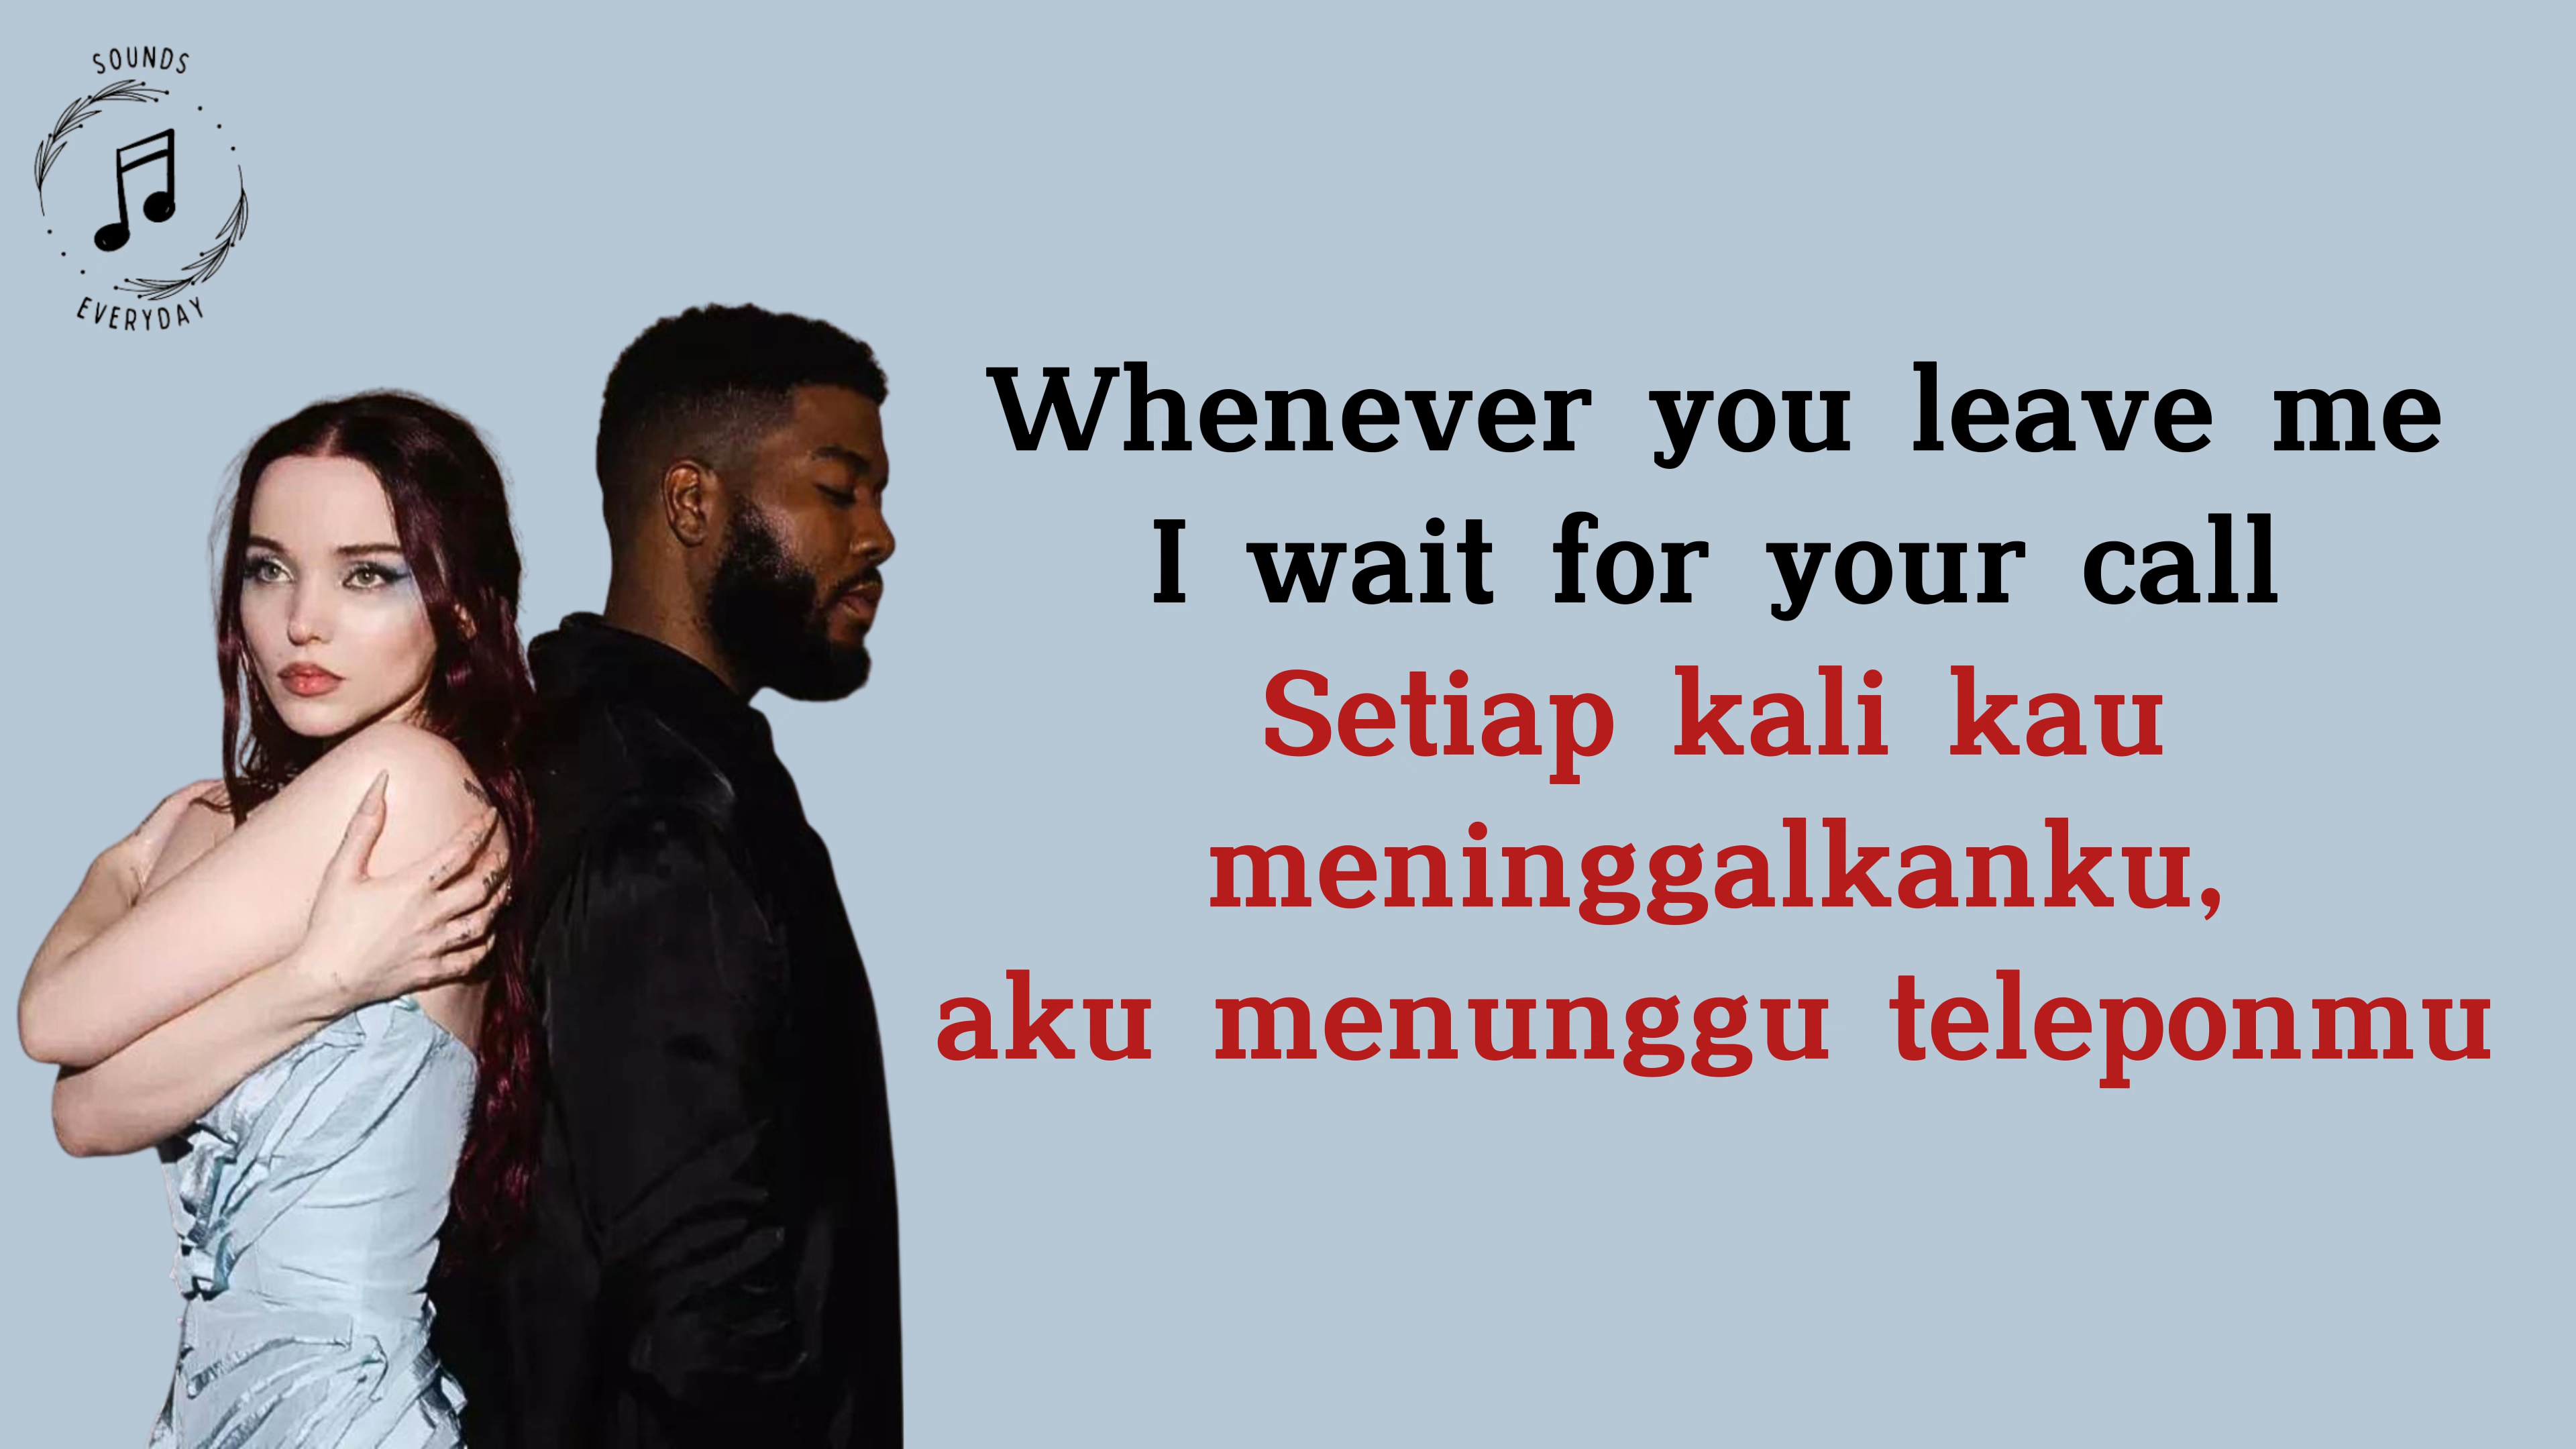 SOUNDS
EVERYDAY
Whenever you leave me
I wait for your call
Setiap kali kau
meninggalkanku,
aku menunggu teleponmu